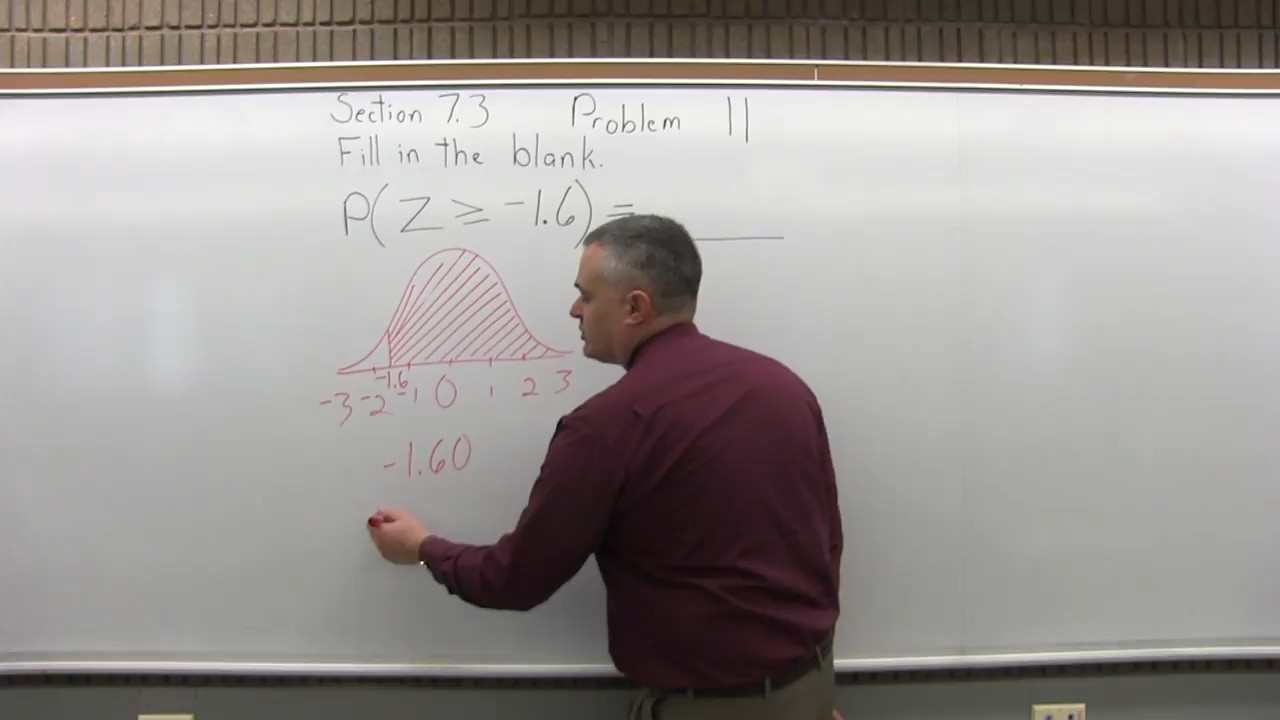 Section 7.3 Problem 11
Fill in the blank.
P( Z ≥ -1.6) = ______
-1.6
-3 -2 -1 0 1 2 3
-1.60